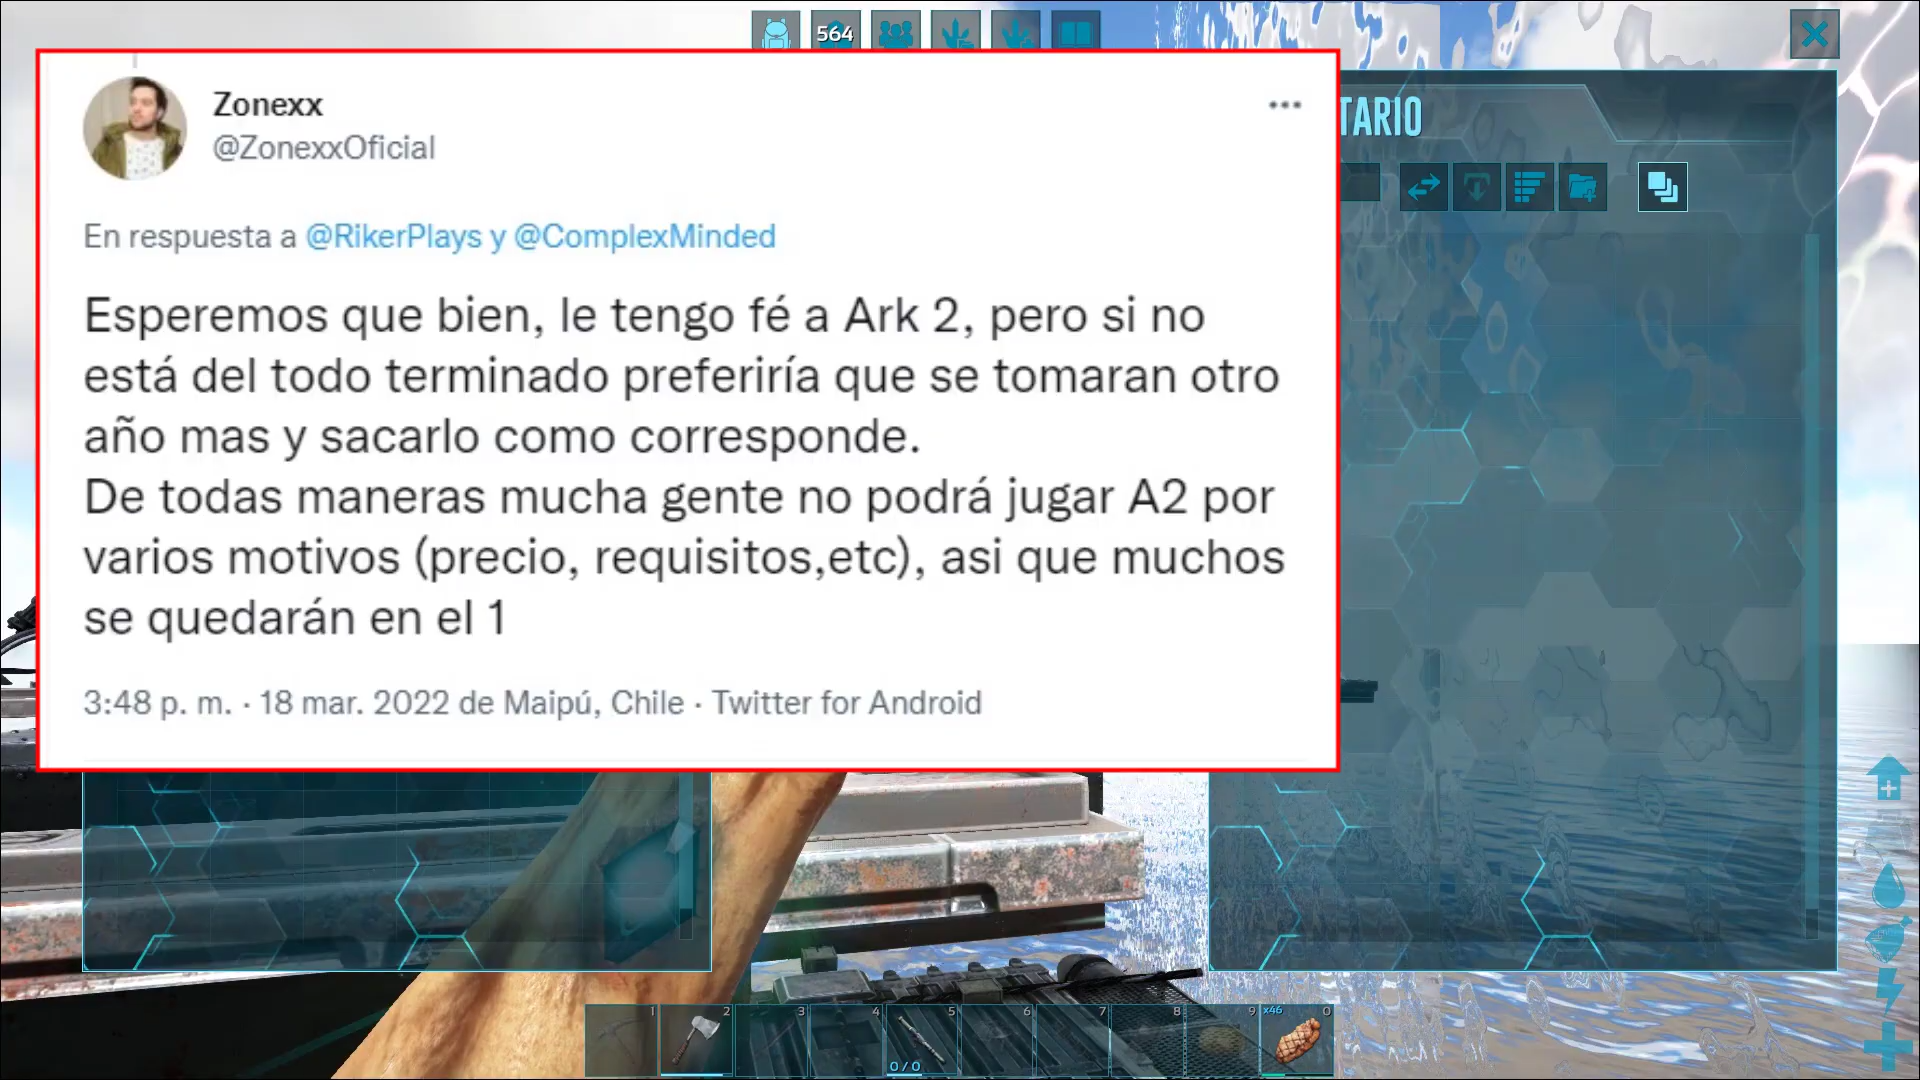 564
Zonexx
@ZonexxOficial
TARIO
En respuesta a @RikerPlays y @ComplexMinded
Esperemos que bien, le tengo fé a Ark 2, pero si no
está del todo terminado preferiría que se tomaran otro
año mas y sacarlo como corresponde.
De todas maneras mucha gente no podrá jugar A2 por
varios motivos (precio, requisitos,etc), asi que muchos
se quedarán en el 1
3:48 p. m. · 18 mar. 2022 de Maipú, Chile · Twitter for Android
1 2 3 4 5 6 7 8 9 x46 0
0 / 0